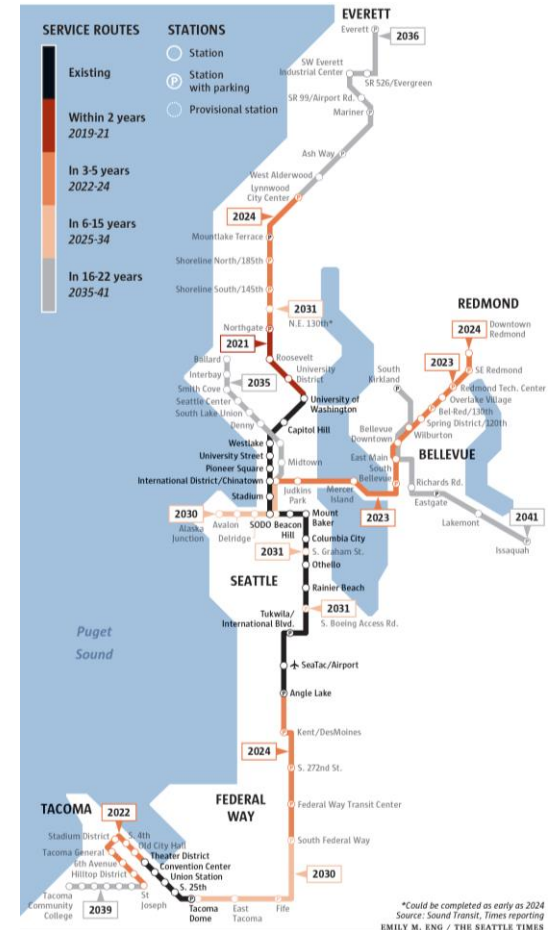 SERVICE ROUTES
Existing
Within 2 years
2019-21
In 3-5 years
2022-24
In 6-15 years
2025-34
In 16-22 years
2035-41
STATIONS
Station
Station
with parking
Provisional station
EVERETT
Everett
2036
SW Everett
Industrial Center
SR 526/Evergreen
SR 99/Airport Rd.
Mariner
Ash Way
West Alderwood
Lynnwood
City Center
2024
Mountlake Terrace
Shoreline North/185th
Shoreline South/145th
2031
N.E. 130th*
Northgate
2021
Roosevelt
University
District
University of
Washington
Capitol Hill
Ballard
Interbay
2035
Smith Cove
Seattle Center
South Lake Union
Denny
Westlake
University Street
Midtown
Pioneer Square
International District/Chinatown
Stadium
Judkins
Park
Mercer
Island
REDMOND
2024
Downtown
Redmond
2023
SE Redmond
Redmond Tech. Center
Overlake Village
Bel-Red/130th
Spring District/120th
Wilburton
South
Kirkland
Bellevue
Downtown
BELLEVUE
East Main
South
Bellevue
Richards Rd.
Eastgate
Lakemont
2041
Issaquah
2023
2030
Alaska
Junction
Avalon
Delridge
SODO
Beacon
Hill
Mount
Baker
Columbia City
2031
S. Graham St.
Othello
SEATTLE
Rainier Beach
2031
S. Boeing Access Rd.
Tukwila/
International Blvd.
Puget
Sound
SeaTac/Airport
Angle Lake
Kent/DesMoines
2024
S. 272nd St.
FEDERAL
WAY
Federal Way Transit Center
South Federal Way
2030
TACOMA
2022
Stadium District
S. 4th
Old City Hall
Tacoma General
Theater District
6th Avenue
Convention Center
Hilltop District
Union Station
S. 25th
Tacoma
Community
College
2039
St
Joseph
Tacoma
Dome
East
Tacoma
Fife
*Could be completed as early as 2024
Source: Sound Transit, Times reporting
EMILY M. ENG / THE SEATTLE TIMES